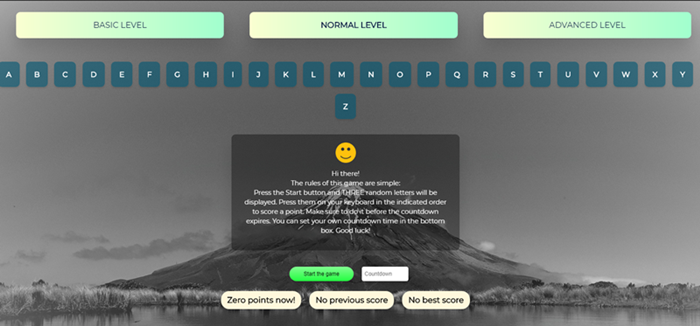 BASIC LEVEL NORMAL LEVEL ADVANCED LEVEL
A B C D E F G H I J K L M N O P Q R S T U V W X Y
Z
Hi there!
The rules of this game are simple:
Press the Start button and THREE random letters will be
displayed. Press them on your keyboard in the indicated order
to score a point. Make sure to do it before the countdown
expires. You can set your own countdown time in the bottom
box. Good luck!
Start the game Countdown
Zero points now! No previous score No best score